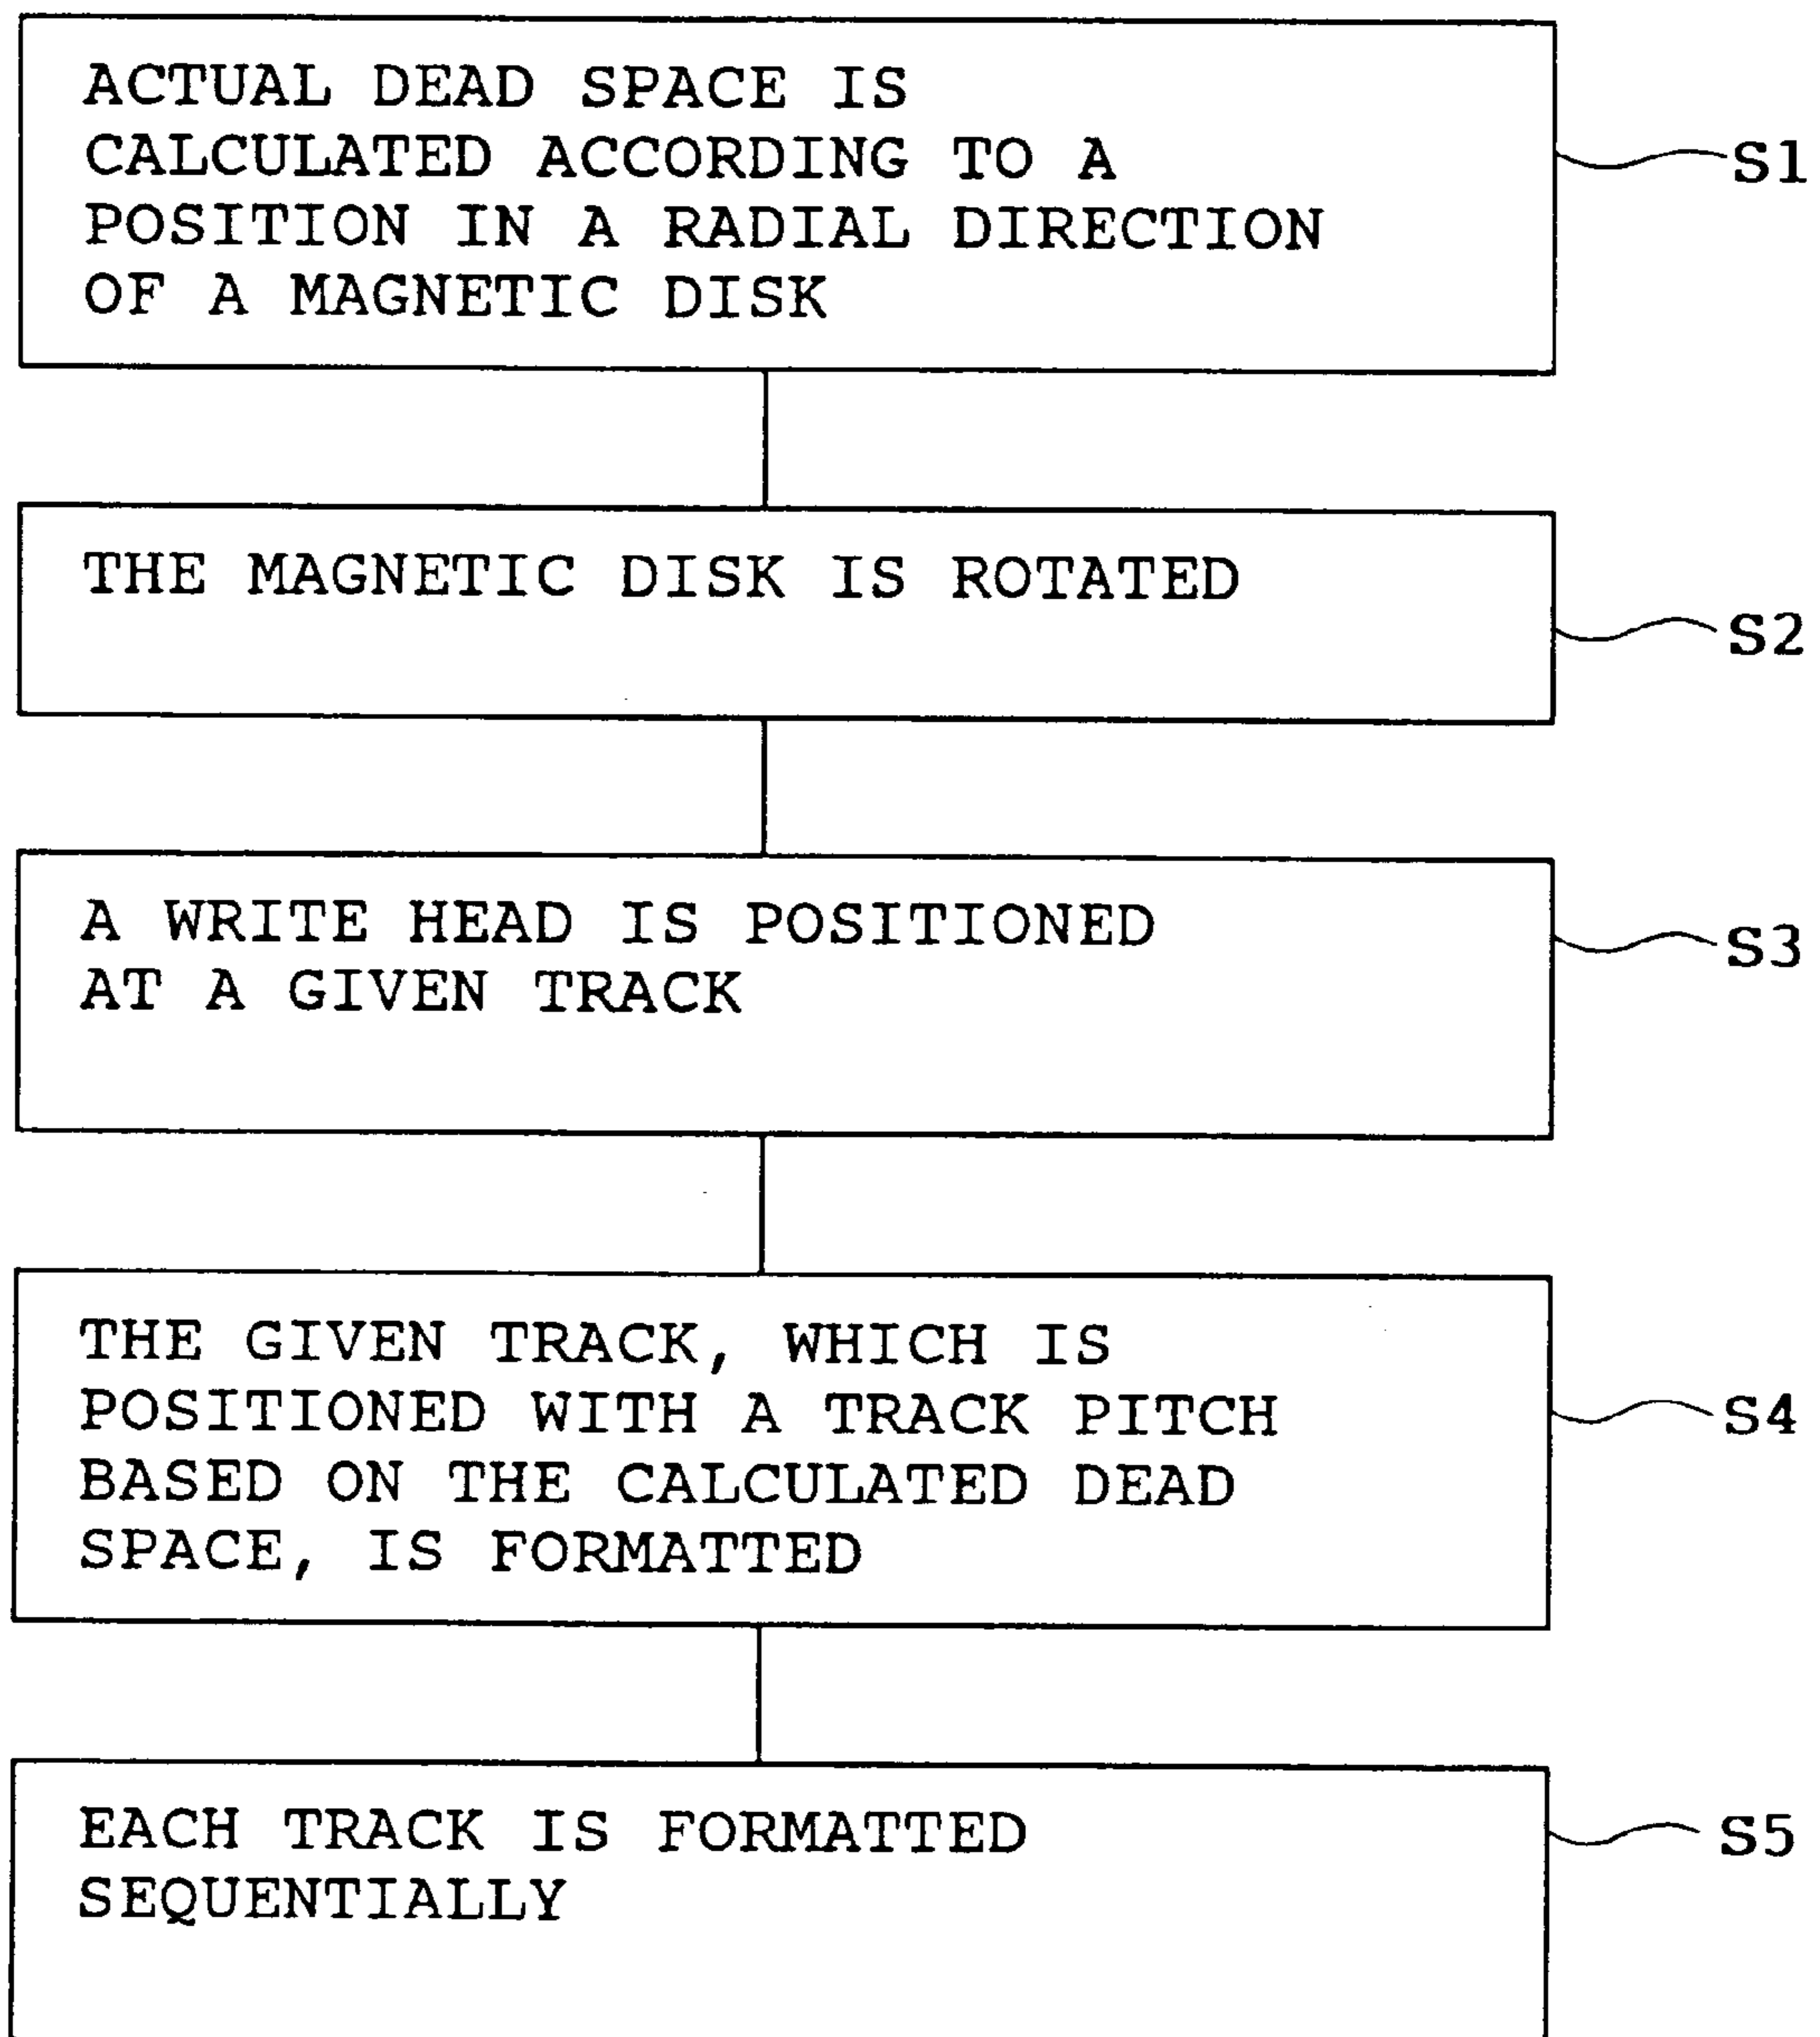 ACTUAL DEAD SPACE IS
CALCULATED ACCORDING TO A
POSITION IN A RADIAL DIRECTION
OF A MAGNETIC DISK
S1
THE MAGNETIC DISK IS ROTATED
S2
A WRITE HEAD IS POSITIONED
AT A GIVEN TRACK
S3
THE GIVEN TRACK, WHICH IS
POSITIONED WITH A TRACK PITCH
BASED ON THE CALCULATED DEAD
SPACE, IS FORMATTED
S4
EACH TRACK IS FORMATTED
SEQUENTIALLY
S5